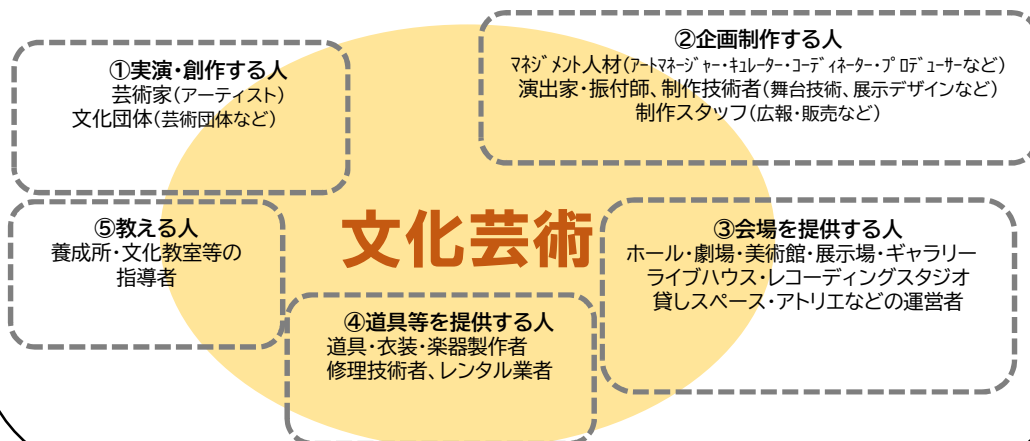 ①実演・創作する人
芸術家(アーティスト)
文化団体(芸術団体など)
②企画制作する人
マネジメント人材(アートマネージャー・キュレーター・コーディネーター・プロデューサーなど)
演出家・振付師、制作技術者(舞台技術、展示デザインなど)
制作スタッフ(広報・販売など)
文化芸術
③会場を提供する人
ホール・劇場・美術館・展示場・ギャラリー
ライブハウス・レコーディングスタジオ
貸しスペース・アトリエなどの運営者
④道具等を提供する人
道具・衣装・楽器製作者
修理技術者、レンタル業者
⑤教える人
養成所・文化教室等の
指導者